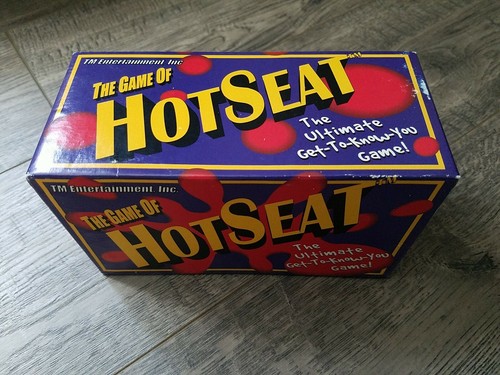 TM Entertainment Inc.
THE GAME OF
HOTSEAT
The
Ultimate
Get-To-Know-You
Game!
TM Entertainment Inc.
THE GAME OF
HOTSEAT
The
Ultimate
Get-To-Know-You
Game!